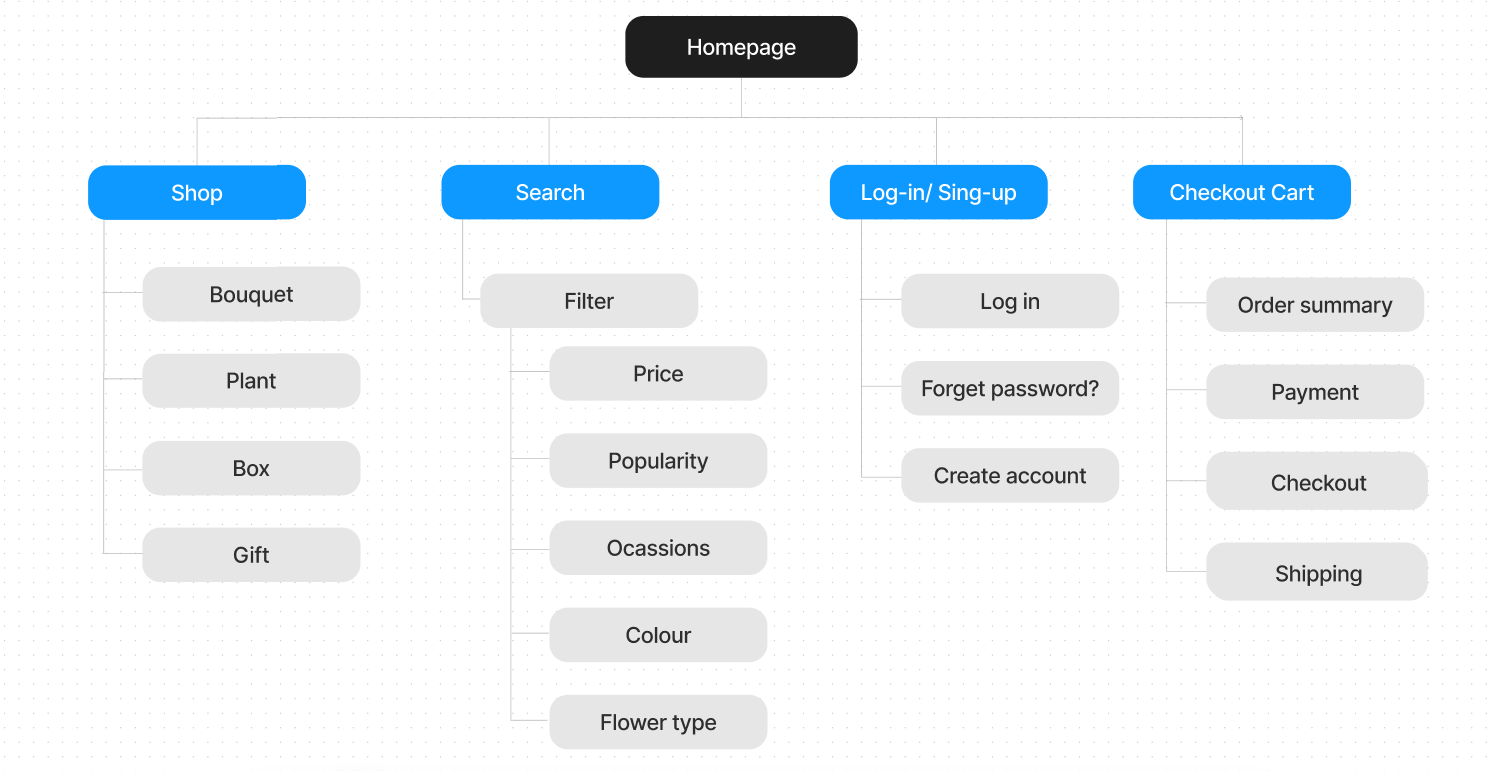 Homepage
Shop
Search
Log-in/ Sing-up
Checkout Cart
Bouquet
Plant
Box
Gift
Filter
Price
Popularity
Ocassions
Colour
Flower type
Log in
Forget password?
Create account
Order summary
Payment
Checkout
Shipping